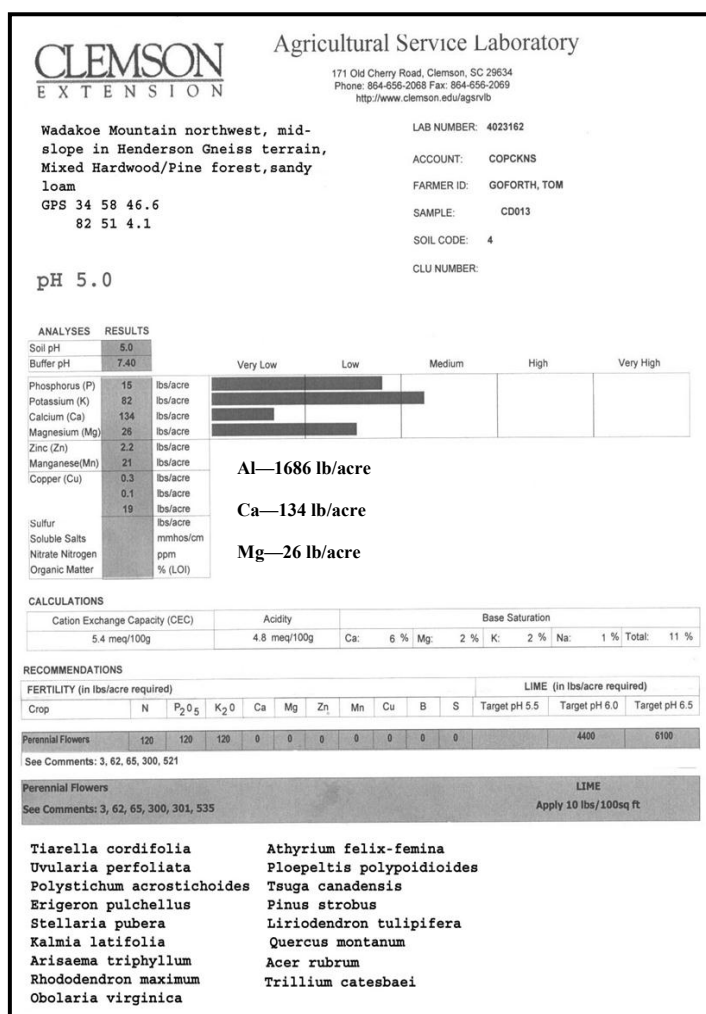 CLEMSON
EXTENSION
Agricultural Service Laboratory
171 Old Cherry Road, Clemson, SC 29634
Phone: 864-656-2068 Fax: 864-656-2069
http://www.clemson.edu/agsrvlb
Wadakoe Mountain northwest, mid-
slope in Henderson Gneiss terrain,
Mixed Hardwood/Pine forest,sandy
loam
GPS 34 58 46.6
82 51 4.1
pH 5.0
LAB NUMBER: 4023162
ACCOUNT: COPCKNS
FARMER ID: GOFORTH, TOM
SAMPLE: CD013
SOIL CODE: 4
CLU NUMBER:
ANALYSES RESULTS
Soil pH 5.0
Buffer pH 7.40 Very Low Low Medium High Very High
Phosphorus (P) 15 lbs/acre
Potassium (K) 82 lbs/acre
Calcium (Ca) 134 lbs/acre
Magnesium (Mg) 26 lbs/acre
Zinc (Zn) 2.2 lbs/acre
Manganese(Mn) 21 lbs/acre
Copper (Cu) 0.3 lbs/acre
0.1 lbs/acre
19 lbs/acre
Sulfur lbs/acre
Soluble Salts mmhos/cm
Nitrate Nitrogen ppm
Organic Matter % (LOI)
Al—1686 lb/acre
Ca—134 lb/acre
Mg—26 lb/acre
CALCULATIONS
Cation Exchange Capacity (CEC) Acidity Base Saturation
5.4 meq/100g 4.8 meq/100g Ca: 6 % Mg: 2 % K: 2 % Na: 1 % Total: 11 %
RECOMMENDATIONS
FERTILITY (in lbs/acre required) LIME (in lbs/acre required)
Crop N P2O5 K2O Ca Mg Zn Mn Cu B S Target pH 5.5 Target pH 6.0 Target pH 6.5
Perennial Flowers 120 120 120 0 0 0 0 0 0 0 4400 6100
See Comments: 3, 62, 65, 300, 521
Perennial Flowers LIME
See Comments: 3, 62, 65, 300, 301, 535 Apply 10 lbs/100sq ft
Tiarella cordifolia
Uvularia perfoliata
Polystichum acrostichoides
Erigeron pulchellus
Stellaria pubera
Kalmia latifolia
Arisaema triphyllum
Rhododendron maximum
Obolaria virginica
Athyrium felix-femina
Ploepeltis polypoidioides
Tsuga canadensis
Pinus strobus
Liriodendron tulipifera
Quercus montanum
Acer rubrum
Trillium catesbaei